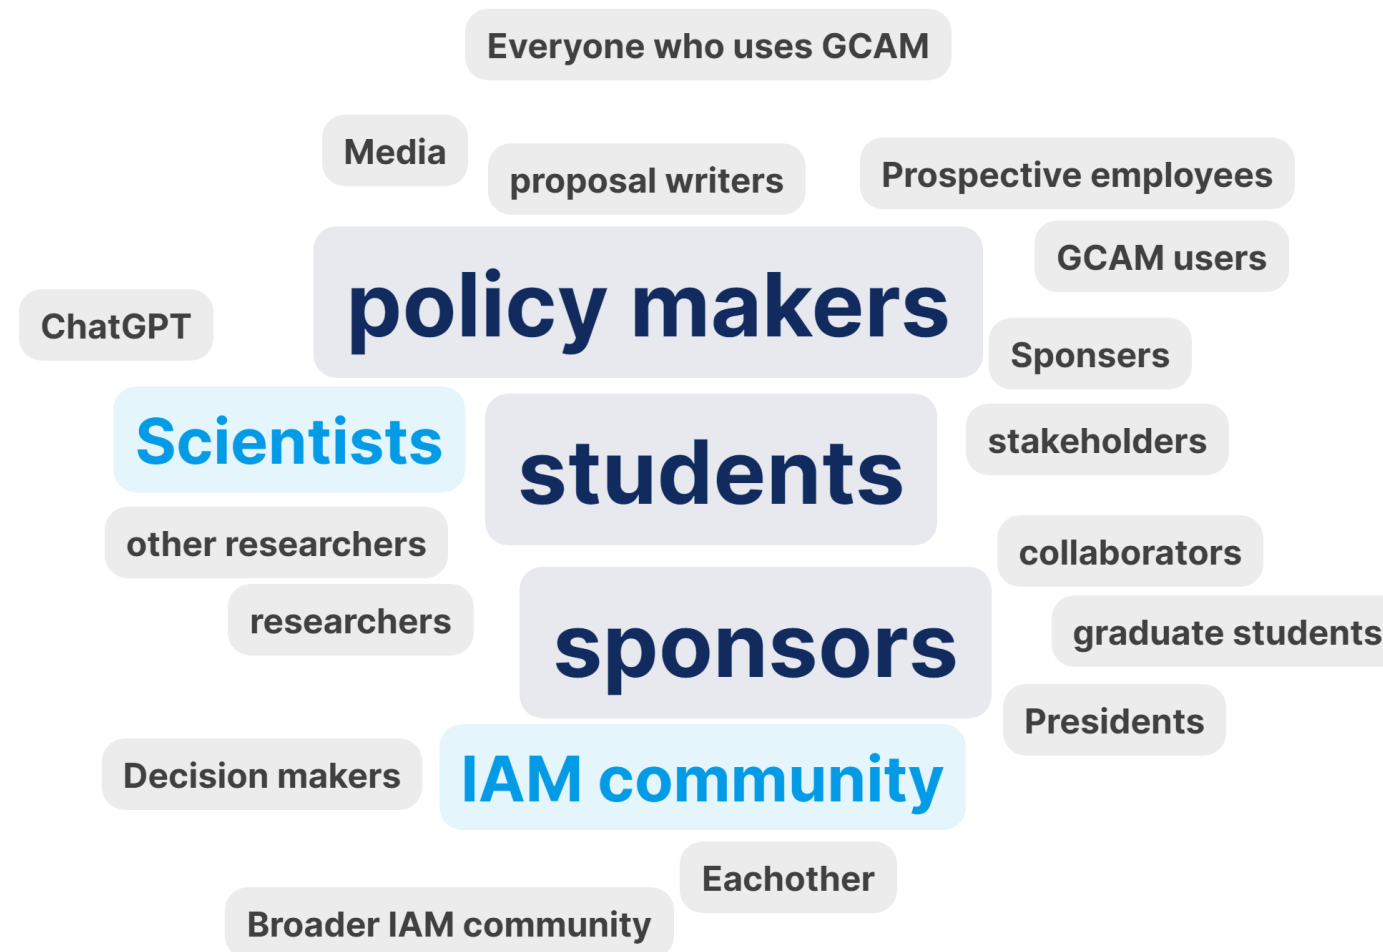 Everyone who uses GCAM
Media
proposal writers
Prospective employees
policy makers
GCAM users
ChatGPT
Sponsers
Scientists
students
stakeholders
other researchers
collaborators
researchers
sponsors
graduate students
Presidents
Decision makers
IAM community
Eachother
Broader IAM community